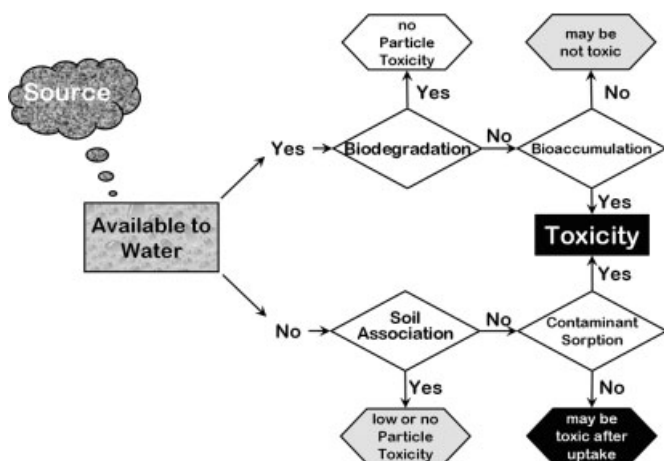 Source
Available to
Water
Yes
Biodegradation
Yes
no
Particle
Toxicity
No
Bioaccumulation
No
may be
not toxic
Yes
Toxicity
No
Soil
Association
Yes
low or no
Particle
Toxicity
No
Contaminant
Sorption
Yes
No
may be
toxic after
uptake